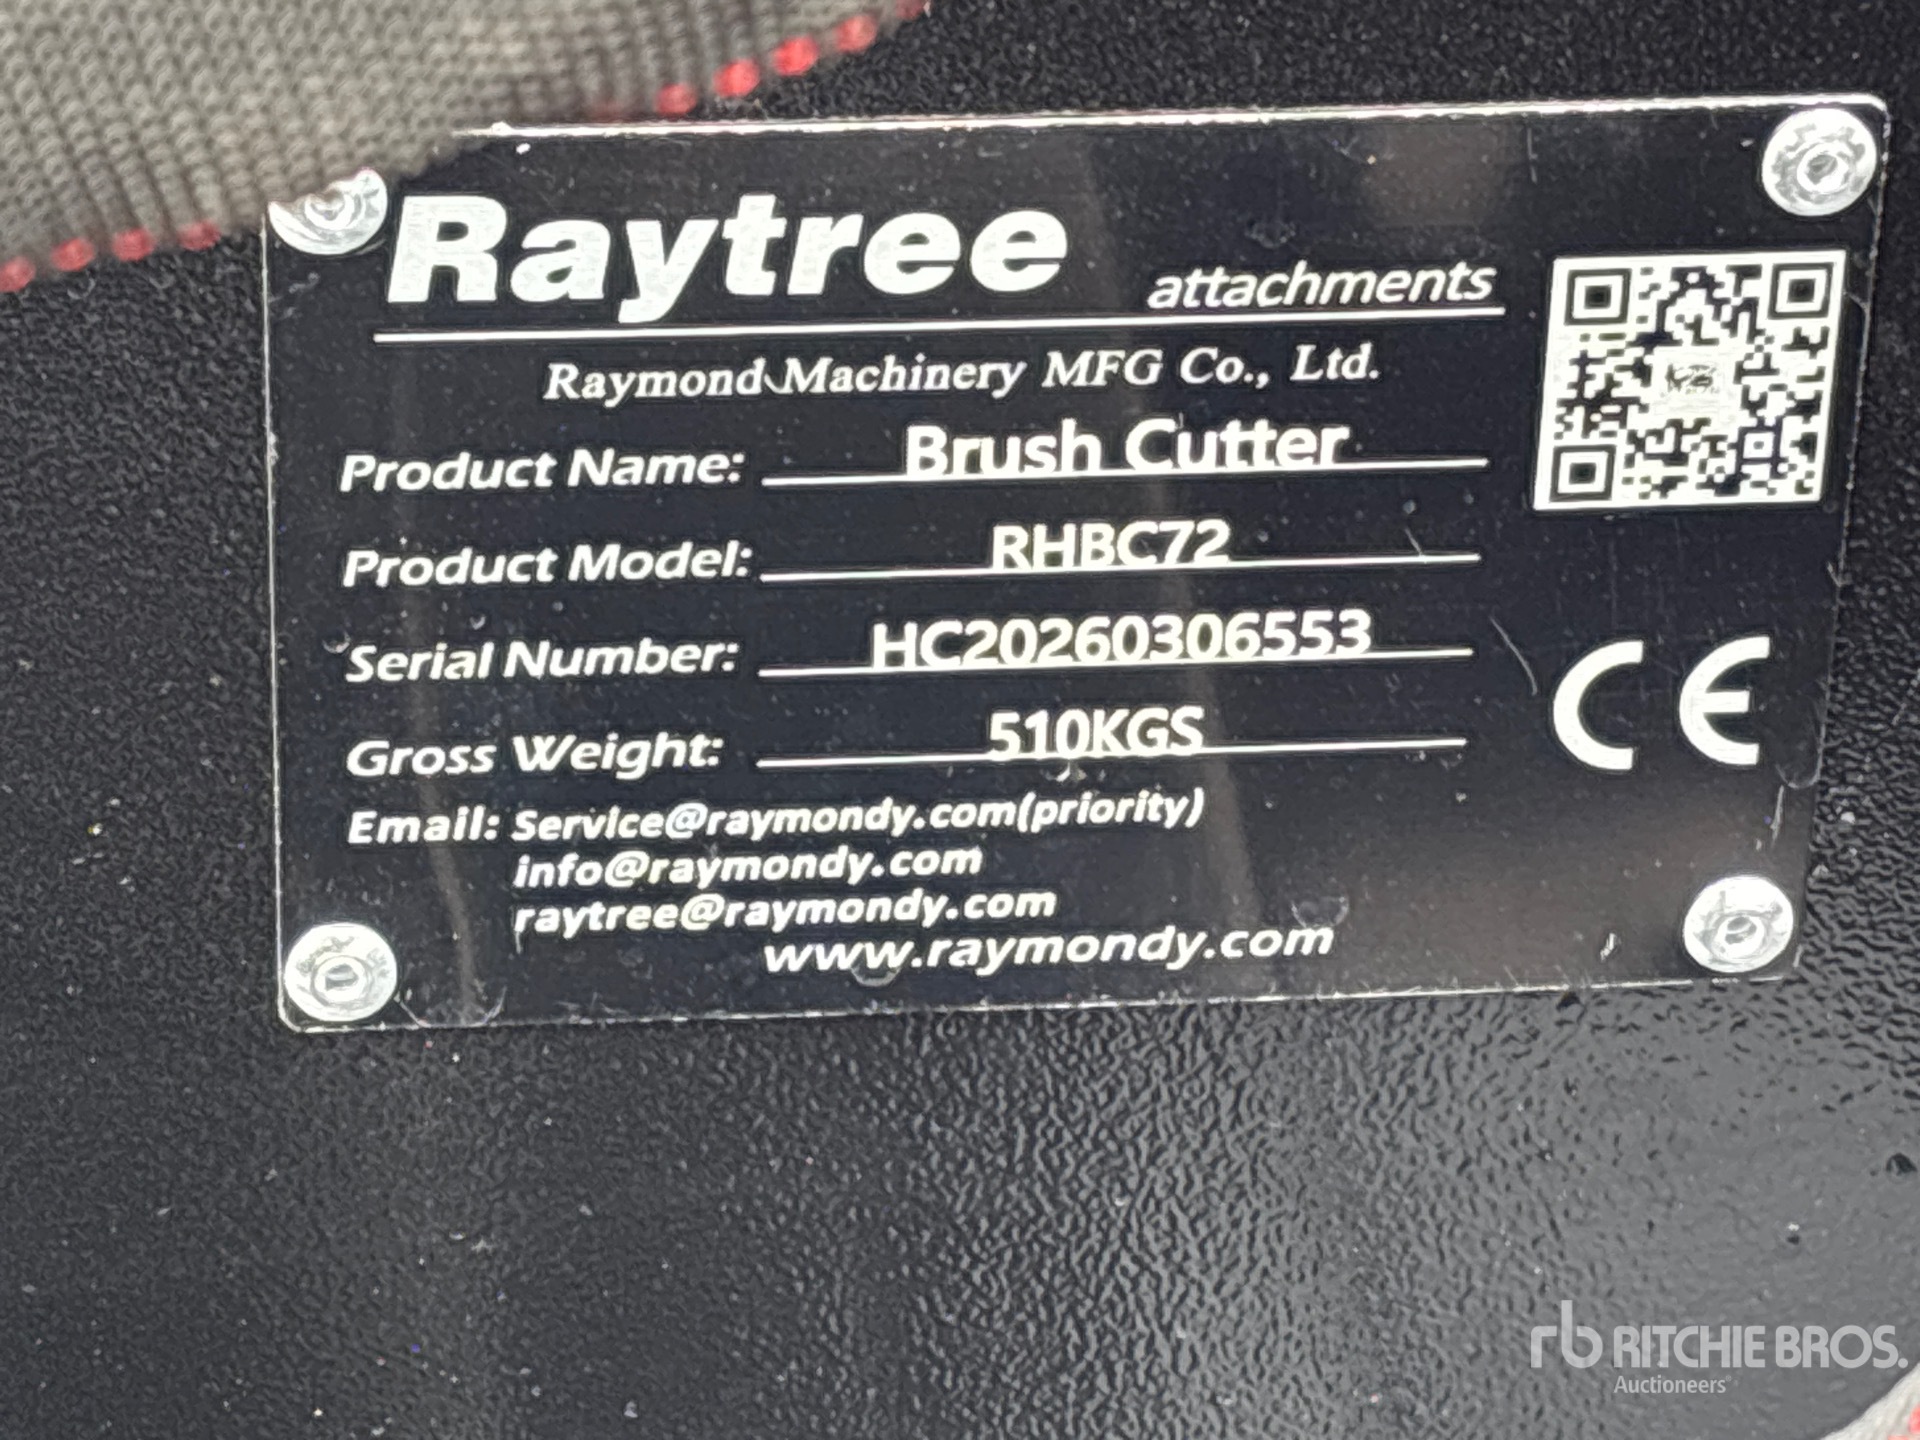 Raytree attachments
Raymond Machinery MFG Co., Ltd.
Product Name: Brush Cutter
Product Model: RHBC72
Serial Number: HC20260306553
Gross Weight: 510KGS
Email: Service@raymondy.com(priority)
info@raymondy.com
raytree@raymondy.com
www.raymondy.com
CE
rb RITCHIE BROS.
Auctioneers